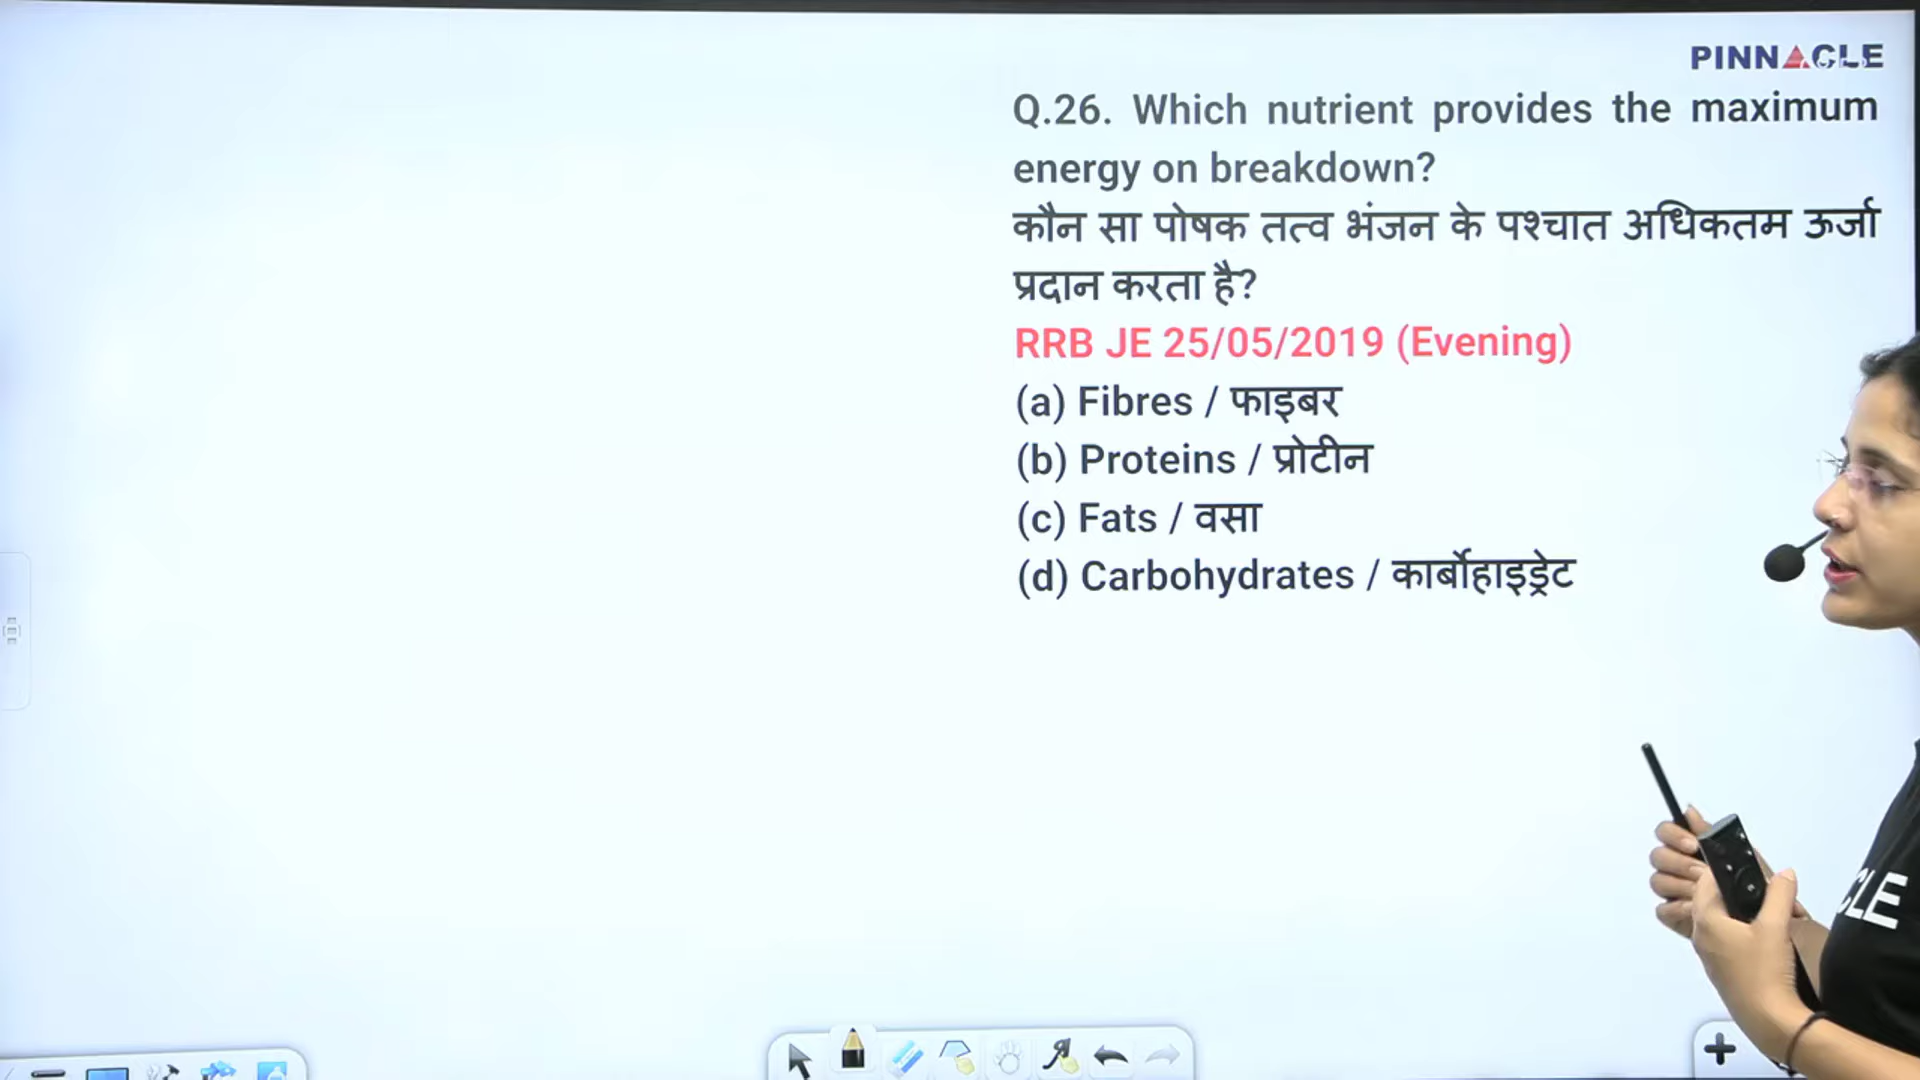 PINNACLE
Q.26. Which nutrient provides the maximum
energy on breakdown?
कौन सा पोषक तत्व भंजन के पश्चात अधिकतम ऊर्जा
प्रदान करता है?
RRB JE 25/05/2019 (Evening)
(a) Fibres / फाइबर
(b) Proteins / प्रोटीन
(c) Fats / वसा
(d) Carbohydrates / कार्बोहाइड्रेट
CLE